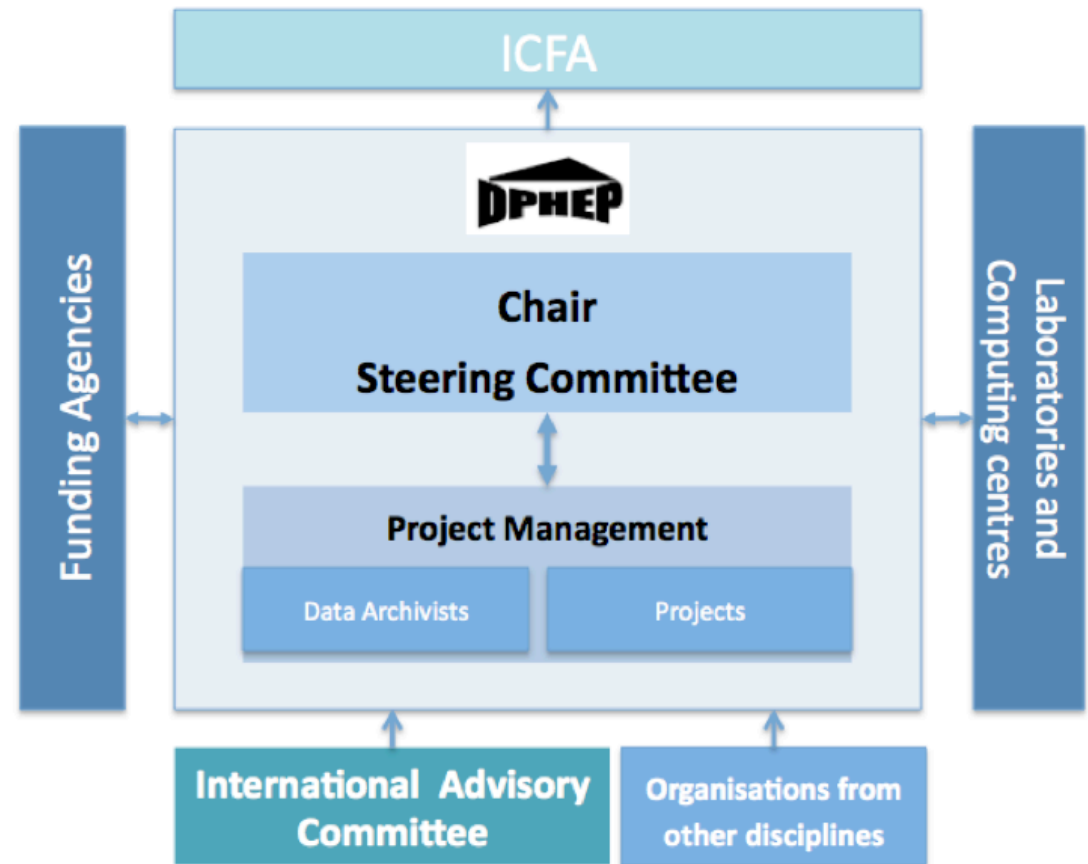 ICFA
DPHEP
Chair
Steering Committee
Funding Agencies
Laboratories and
Computing centres
Project Management
Data Archivists
Projects
International Advisory
Committee
Organisations from
other disciplines